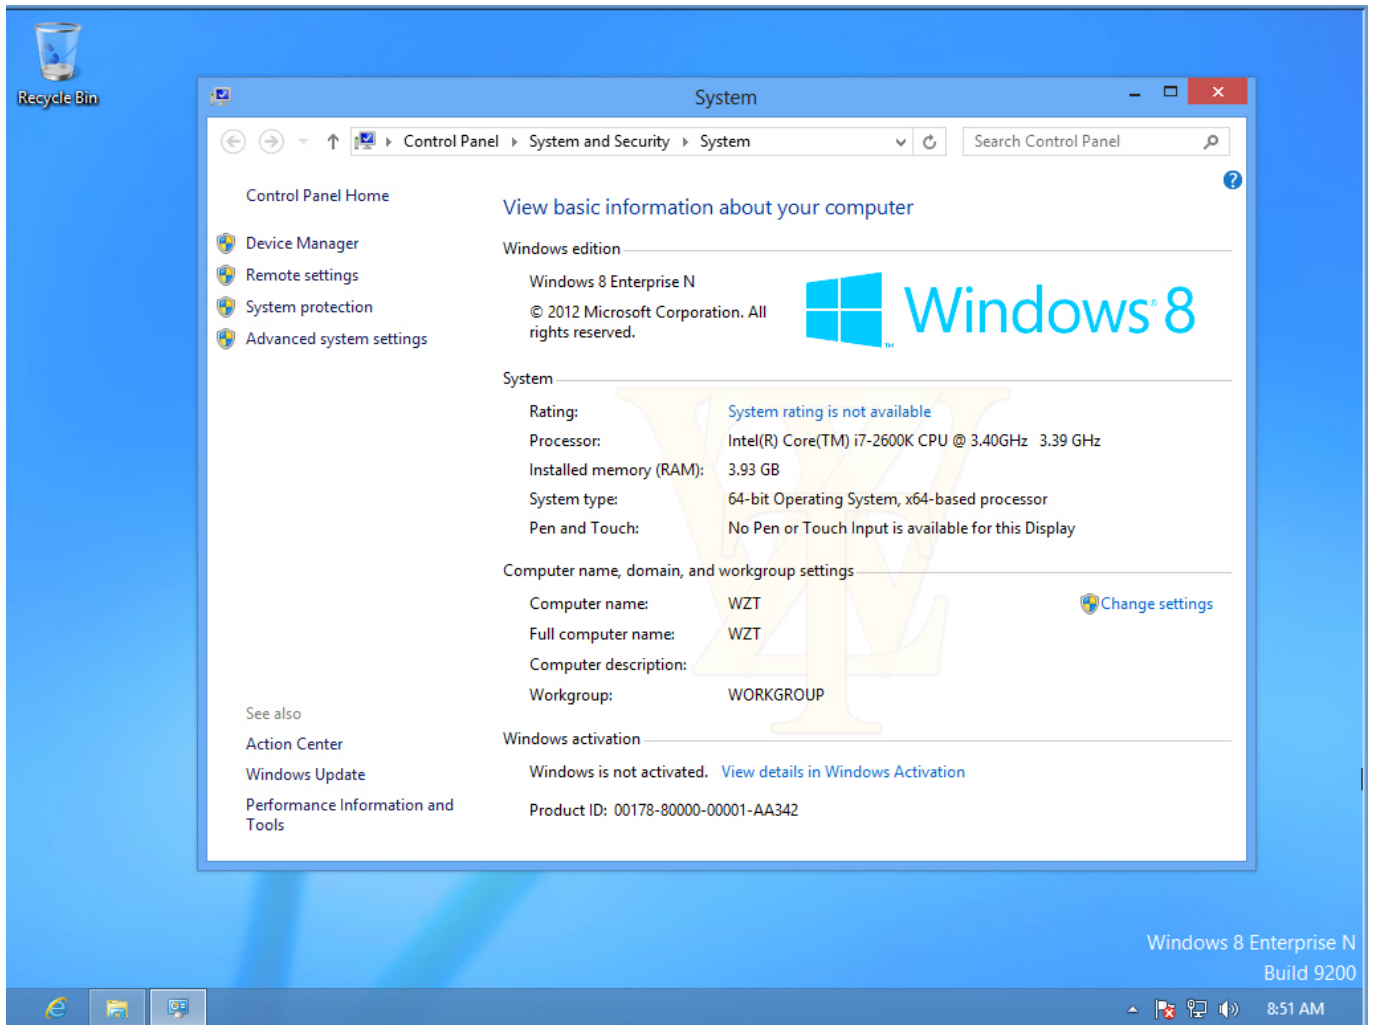 Recycle Bin
System
Control Panel System and Security System
Search Control Panel
Control Panel Home
Device Manager
Remote settings
System protection
Advanced system settings
See also
Action Center
Windows Update
Performance Information and
Tools
View basic information about your computer
Windows edition
Windows 8 Enterprise N
© 2012 Microsoft Corporation. All
rights reserved.
Windows® 8
TM
System
Rating: System rating is not available
Processor: Intel(R) Core(TM) i7-2600K CPU @ 3.40GHz 3.39 GHz
Installed memory (RAM): 3.93 GB
System type: 64-bit Operating System, x64-based processor
Pen and Touch: No Pen or Touch Input is available for this Display
Computer name, domain, and workgroup settings
Computer name: WZT Change settings
Full computer name: WZT
Computer description:
Workgroup: WORKGROUP
Windows activation
Windows is not activated. View details in Windows Activation
Product ID: 00178-80000-00001-AA342
WZT
Windows 8 Enterprise N
Build 9200
8:51 AM